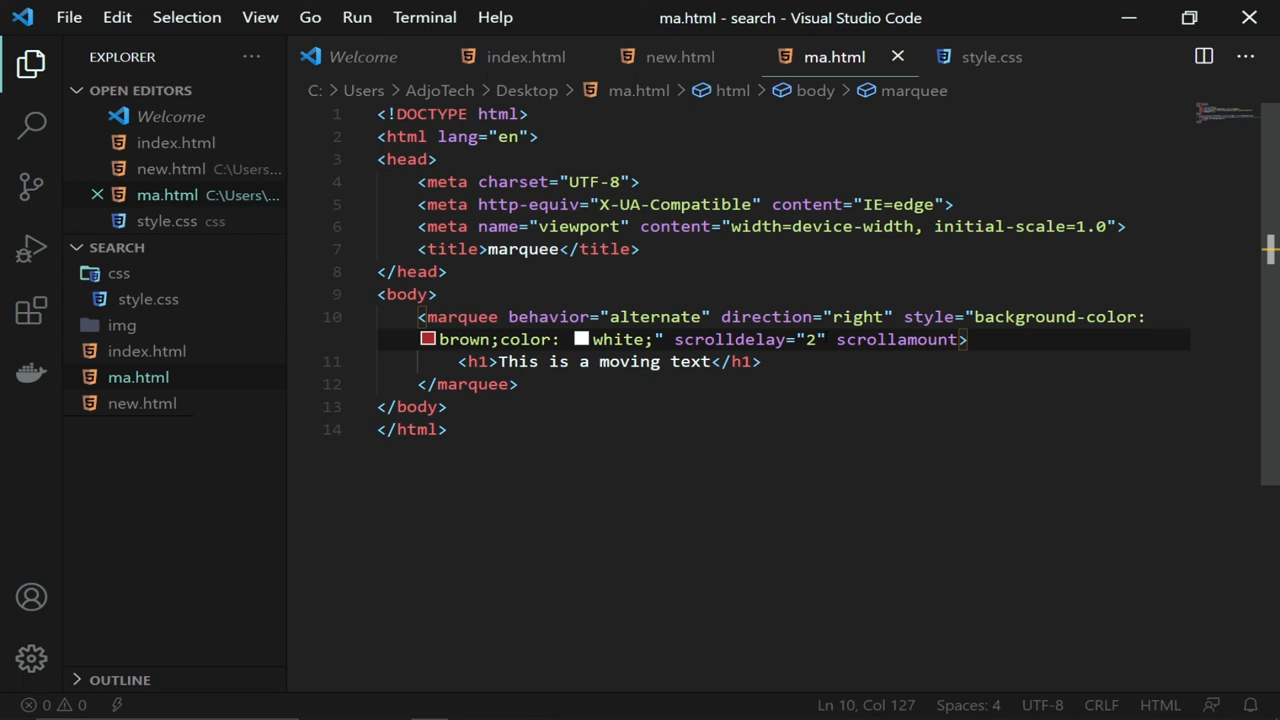 File Edit Selection View Go Run Terminal Help ma.html - search - Visual Studio Code
EXPLORER
Welcome index.html new.html ma.html style.css
OPEN EDITORS
Welcome
index.html
new.html C:\Users...
ma.html C:\Users\...
style.css css
SEARCH
css
style.css
img
index.html
ma.html
new.html
OUTLINE
C: > Users > AdjoTech > Desktop > ma.html > html > body > marquee
1 <!DOCTYPE html>
2 <html lang="en">
3 <head>
4 <meta charset="UTF-8">
5 <meta http-equiv="X-UA-Compatible" content="IE=edge">
6 <meta name="viewport" content="width=device-width, initial-scale=1.0">
7 <title>marquee</title>
8 </head>
9 <body>
10 <marquee behavior="alternate" direction="right" style="background-color:
brown;color: white;" scrolldelay="2" scrollamount>
11 <h1>This is a moving text</h1>
12 </marquee>
13 </body>
14 </html>
0 0 Ln 10, Col 127 Spaces: 4 UTF-8 CRLF HTML